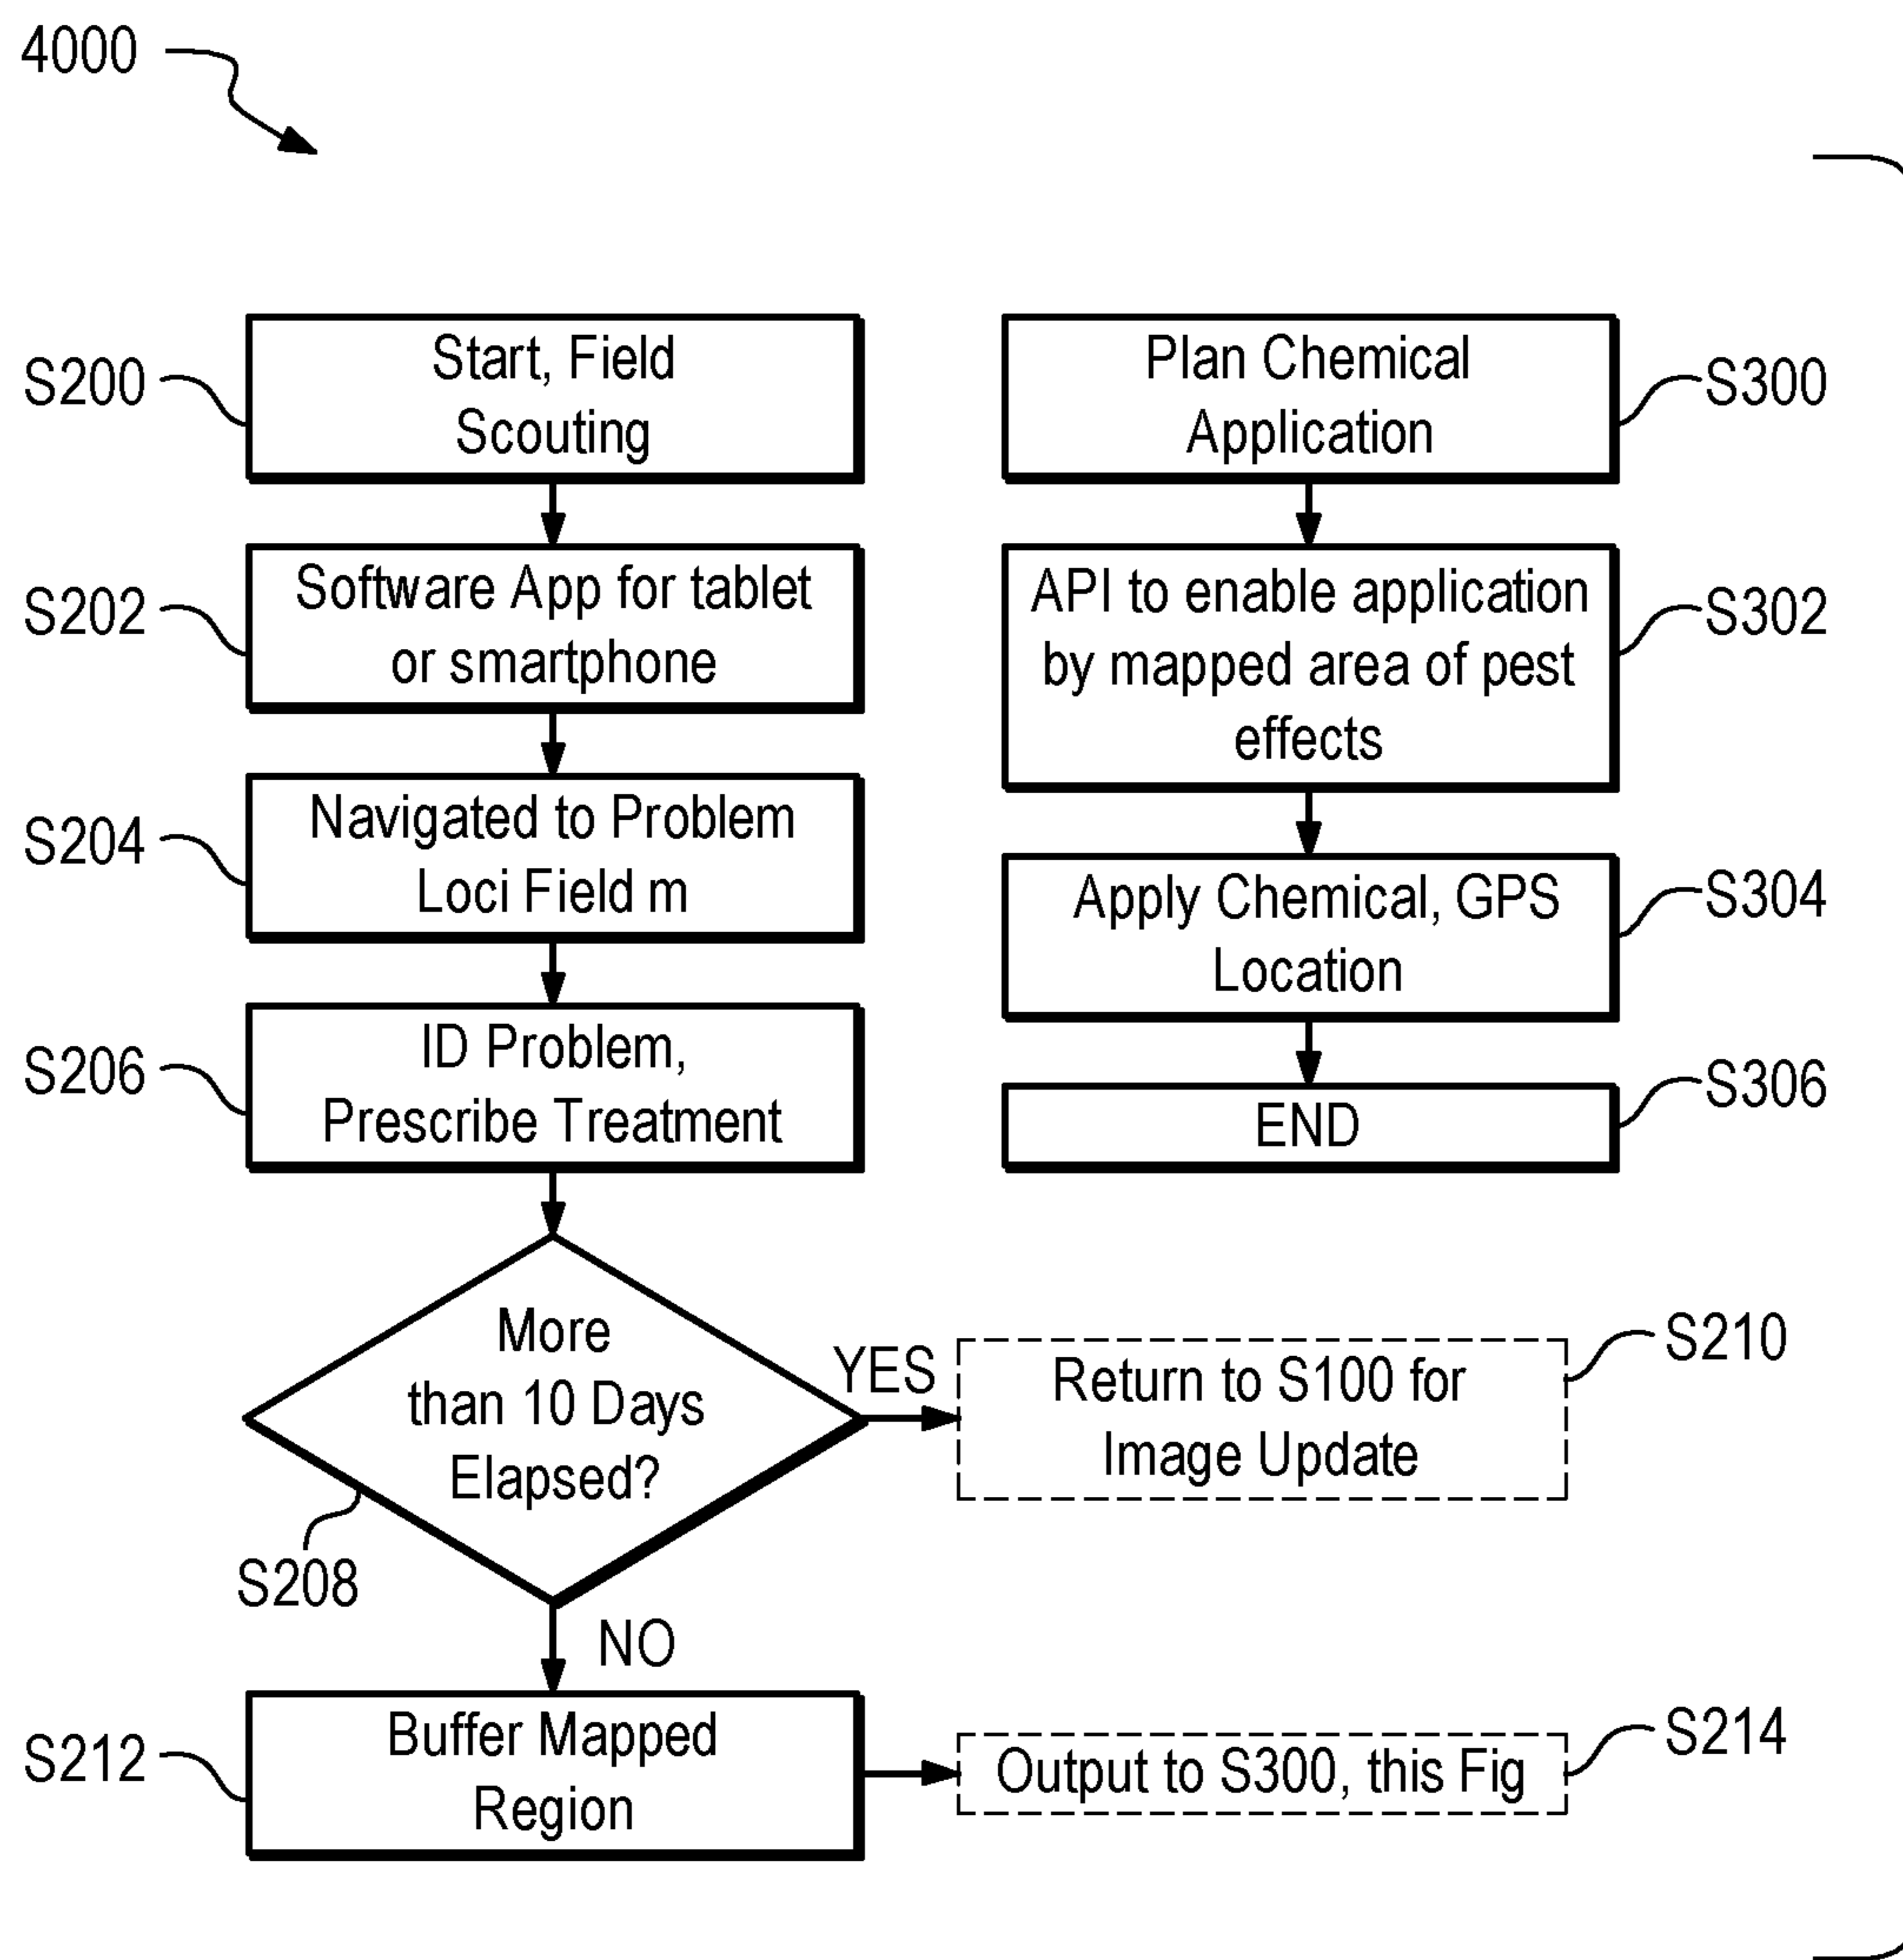 4000
S200
Start, Field
Scouting
S202
Software App for tablet
or smartphone
S204
Navigated to Problem
Loci Field m
S206
ID Problem,
Prescribe Treatment
More
than 10 Days
Elapsed?
S208
YES
Return to S100 for
Image Update
S210
NO
S212
Buffer Mapped
Region
Output to S300, this Fig
S214
Plan Chemical
Application
S300
API to enable application
by mapped area of pest
effects
S302
Apply Chemical, GPS
Location
S304
END
S306